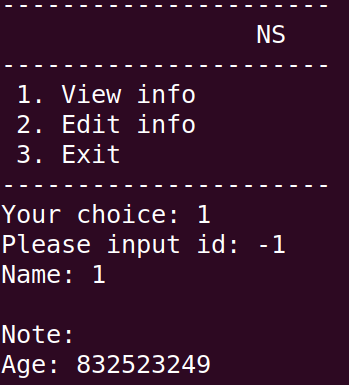 ----------------------
NS
----------------------
1. View info
2. Edit info
3. Exit
----------------------
Your choice: 1
Please input id: -1
Name: 1
Note:
Age: 832523249